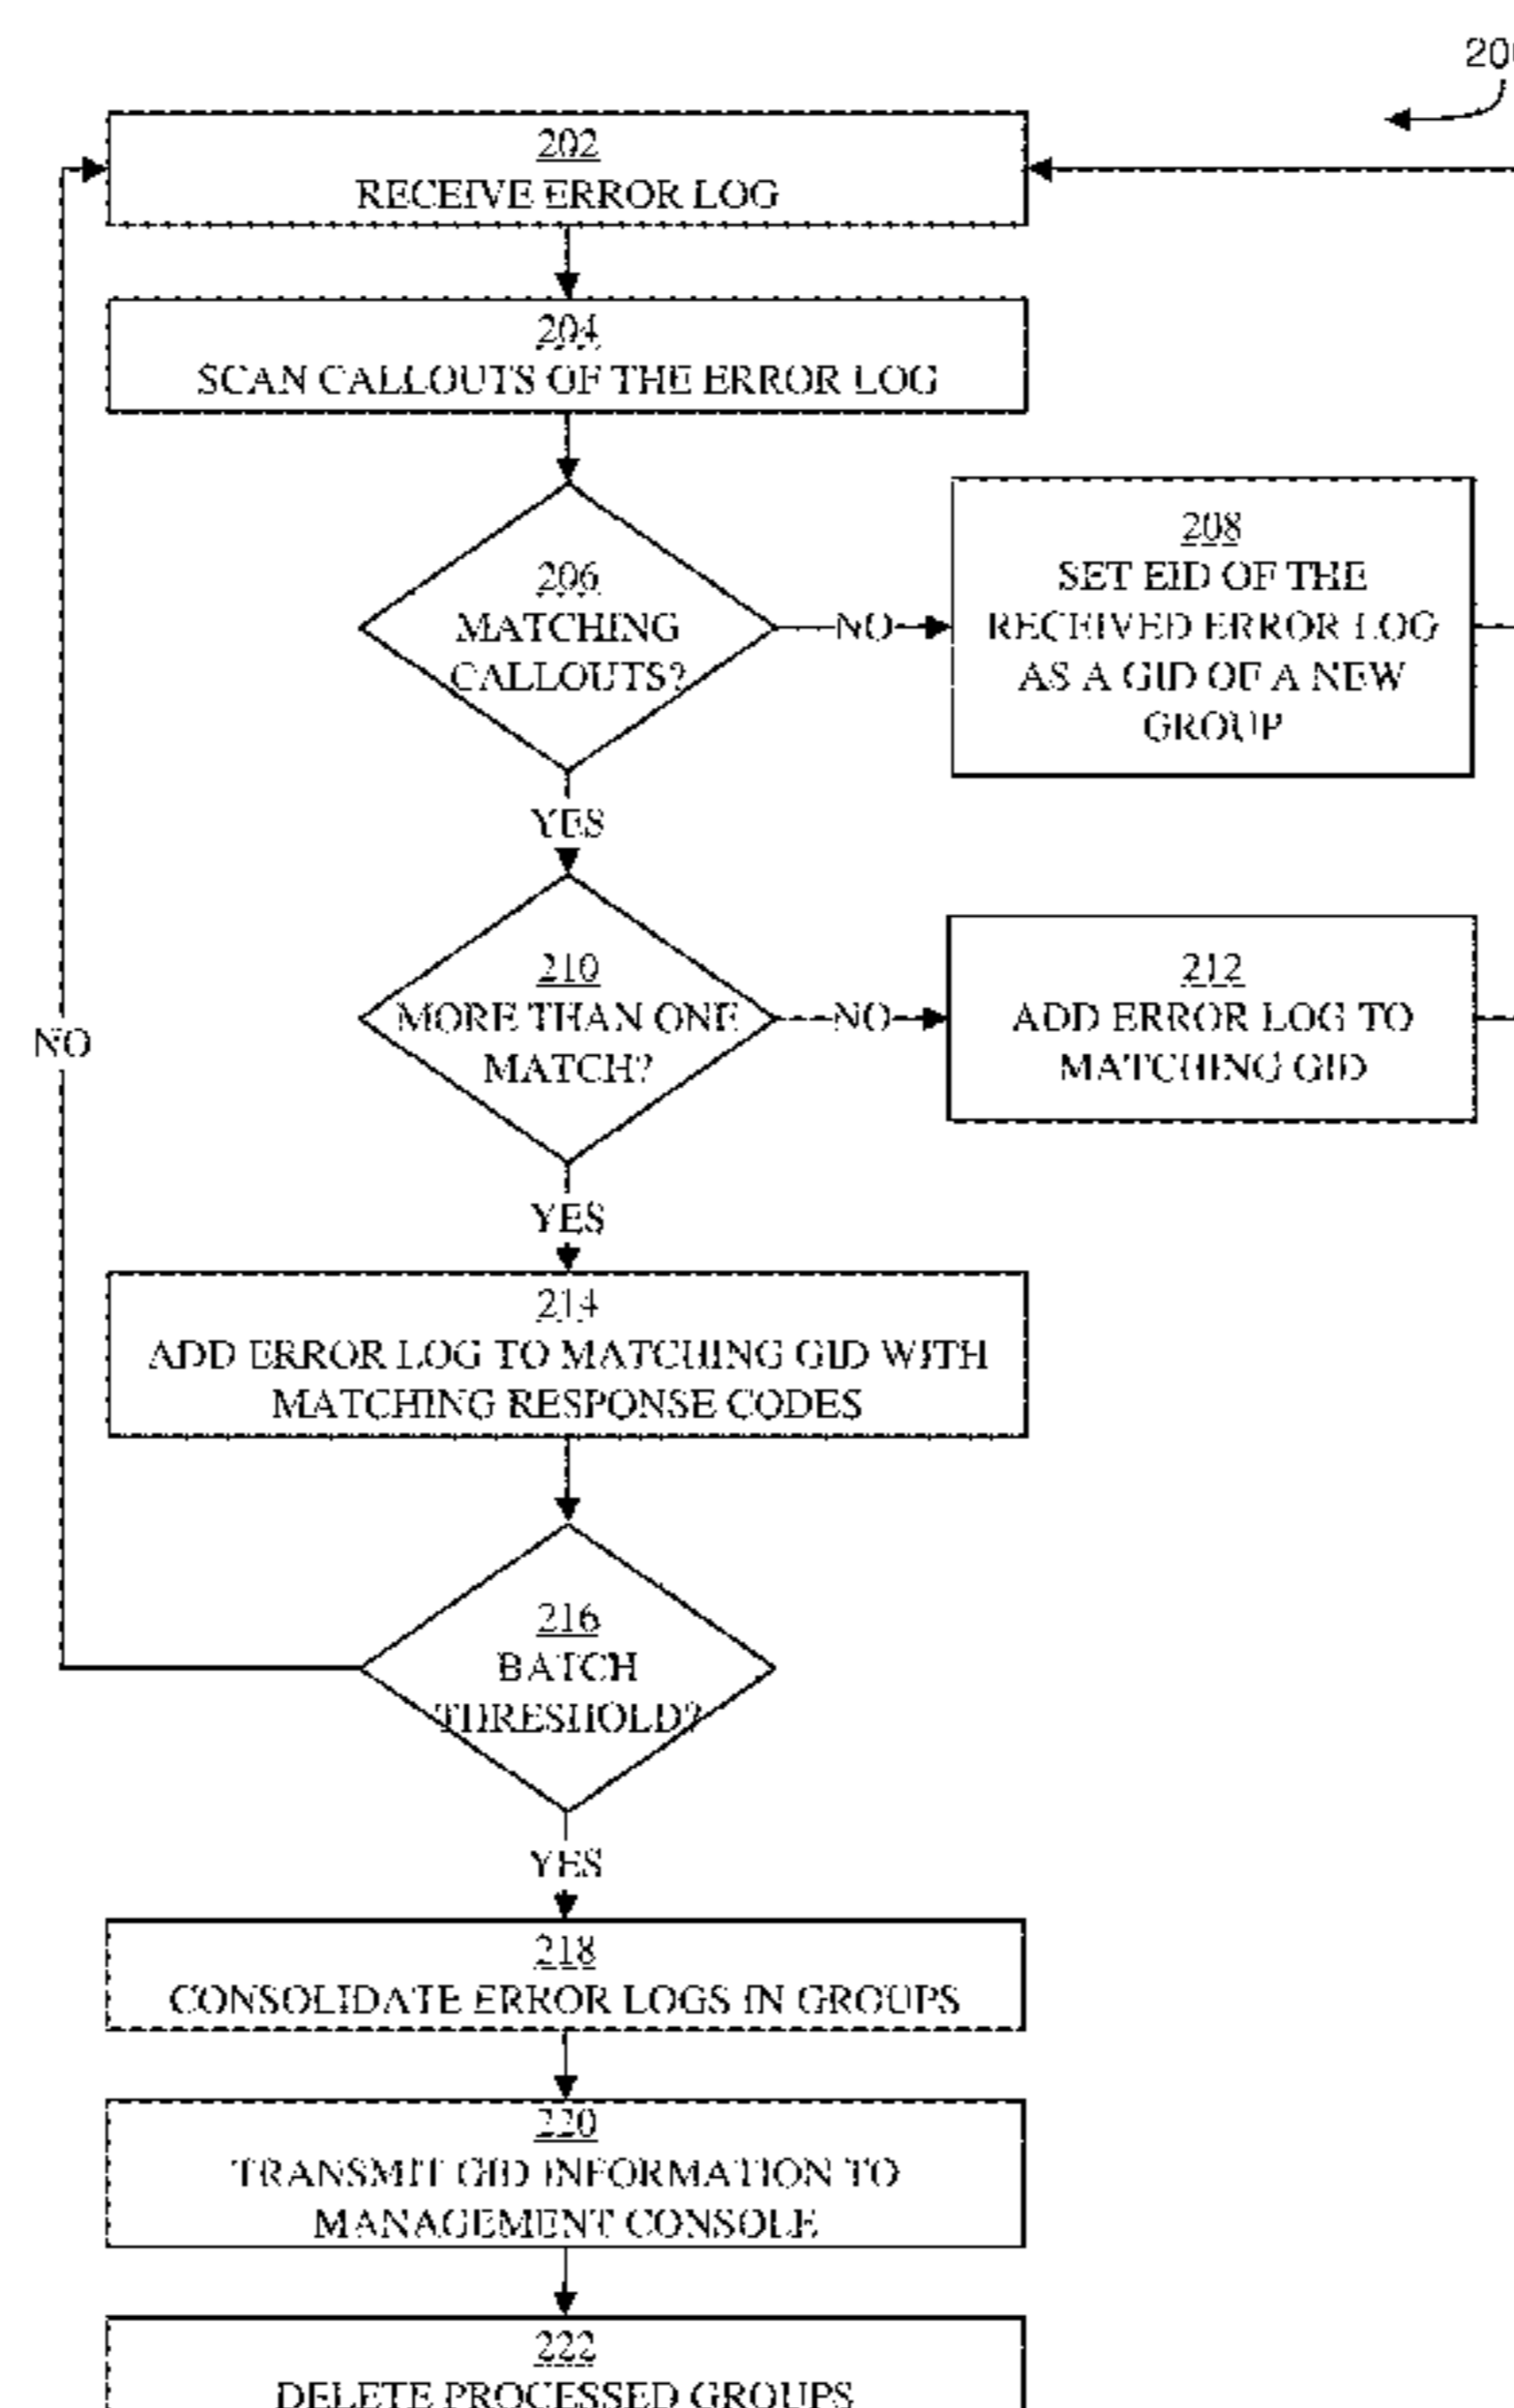 202
RECEIVE ERROR LOG
204
SCAN CALLOUTS OF THE ERROR LOG
206
MATCHING
CALLOUTS?
NO
208
SET EID OF THE
RECEIVED ERROR LOG
AS A GID OF A NEW
GROUP
YES
210
MORE THAN ONE
MATCH?
NO
212
ADD ERROR LOG TO
MATCHING GID
NO
YES
214
ADD ERROR LOG TO MATCHING GID WITH
MATCHING RESPONSE CODES
216
BATCH
THRESHOLD?
YES
218
CONSOLIDATE ERROR LOGS IN GROUPS
220
TRANSMIT GID INFORMATION TO
MANAGEMENT CONSOLE
222
DELETE PROCESSED GROUPS